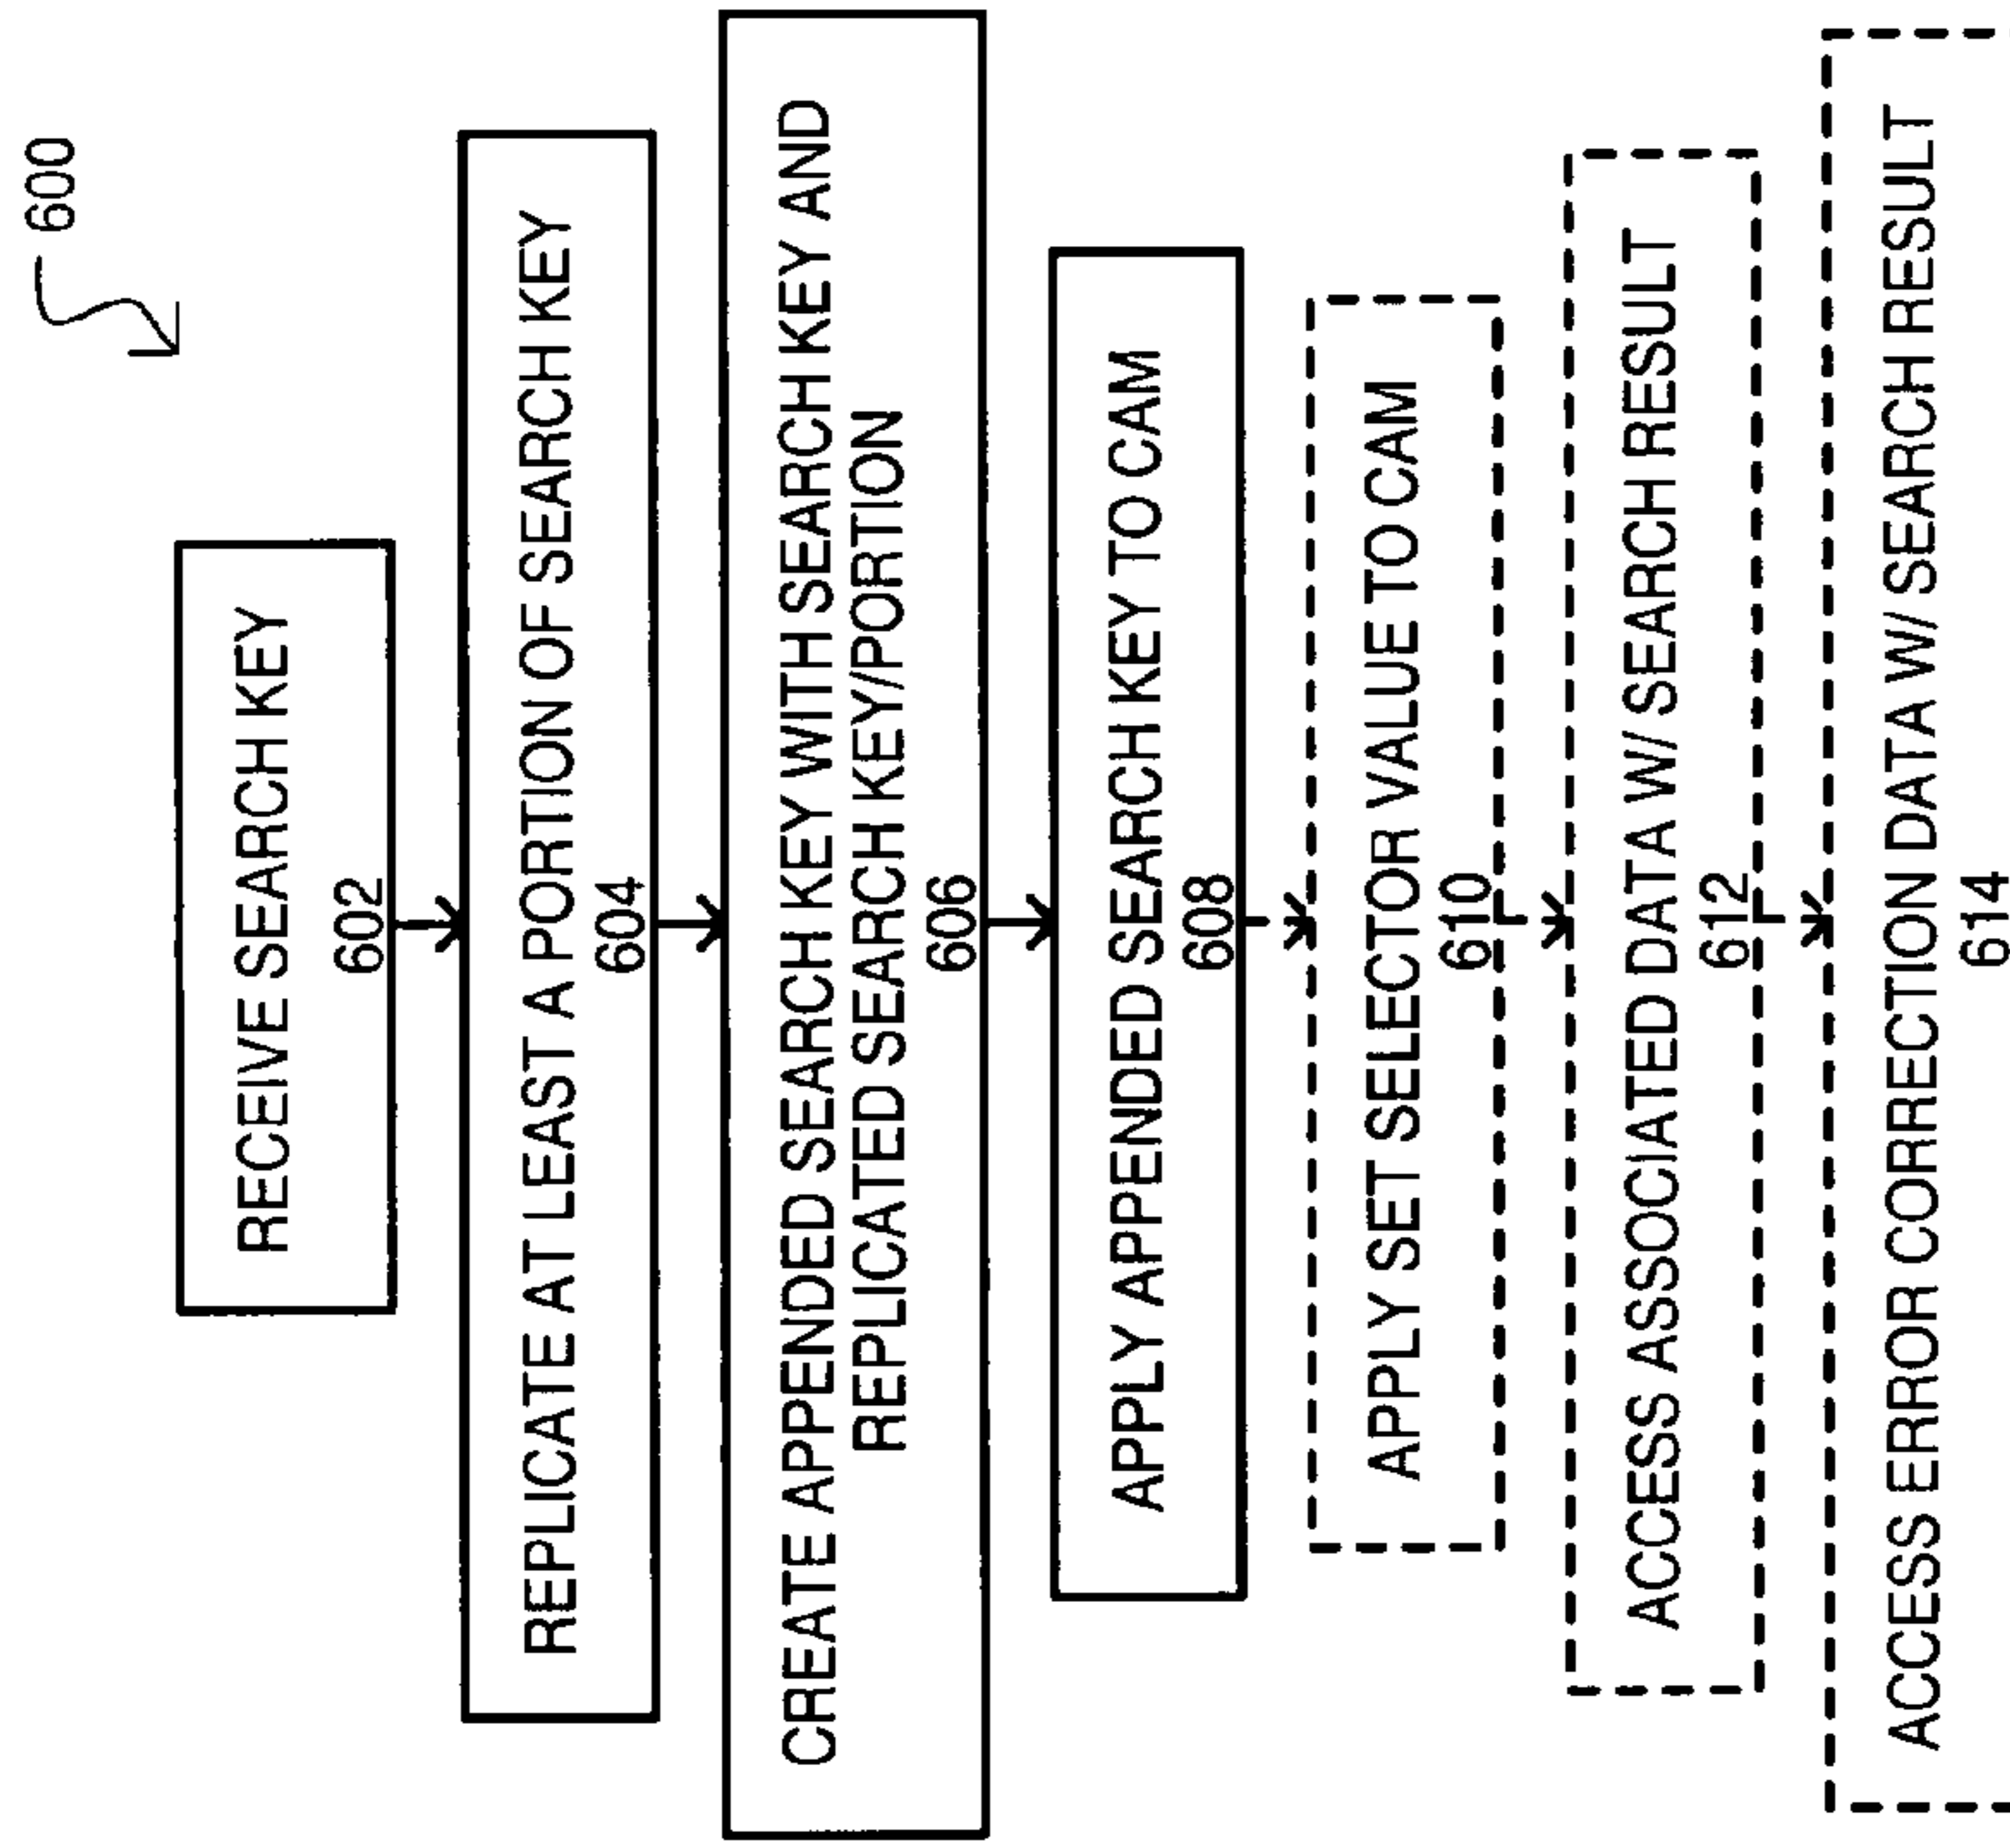 600
RECEIVE SEARCH KEY
602
REPLICATE AT LEAST A PORTION OF SEARCH KEY
604
CREATE APPENDED SEARCH KEY WITH SEARCH KEY AND
REPLICATED SEARCH KEY/PORTION
606
APPLY APPENDED SEARCH KEY TO CAM
608
APPLY SET SELECTOR VALUE TO CAM
610
ACCESS ASSOCIATED DATA W/ SEARCH RESULT
612
ACCESS ERROR CORRECTION DATA W/ SEARCH RESULT
614